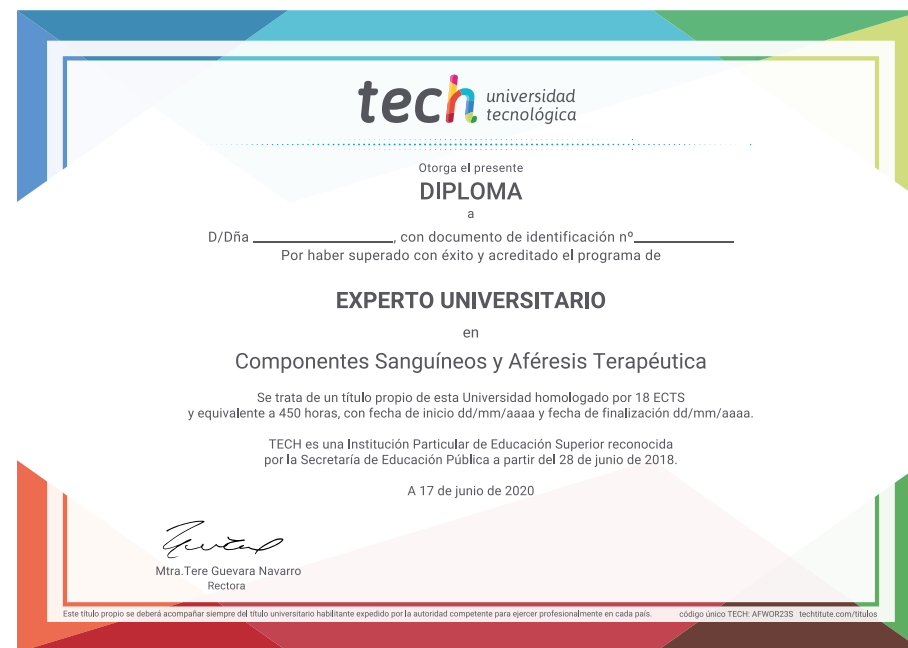 tech universidad
tecnológica
Otorga el presente
DIPLOMA
a
D/Dña ____________________, con documento de identificación nº______________
Por haber superado con éxito y acreditado el programa de
EXPERTO UNIVERSITARIO
en
Componentes Sanguíneos y Aféresis Terapéutica
Se trata de un título propio de esta Universidad homologado por 18 ECTS
y equivalente a 450 horas, con fecha de inicio dd/mm/aaaa y fecha de finalización dd/mm/aaaa.
TECH es una Institución Particular de Educación Superior reconocida
por la Secretaría de Educación Pública a partir del 28 de junio de 2018.
A 17 de junio de 2020
Mtra.Tere Guevara Navarro
Rectora
Este título propio se deberá acompañar siempre del título universitario habilitante expedido por la autoridad competente para ejercer profesionalmente en cada país. código único TECH: AFWOR23S techtitute.com/titulos